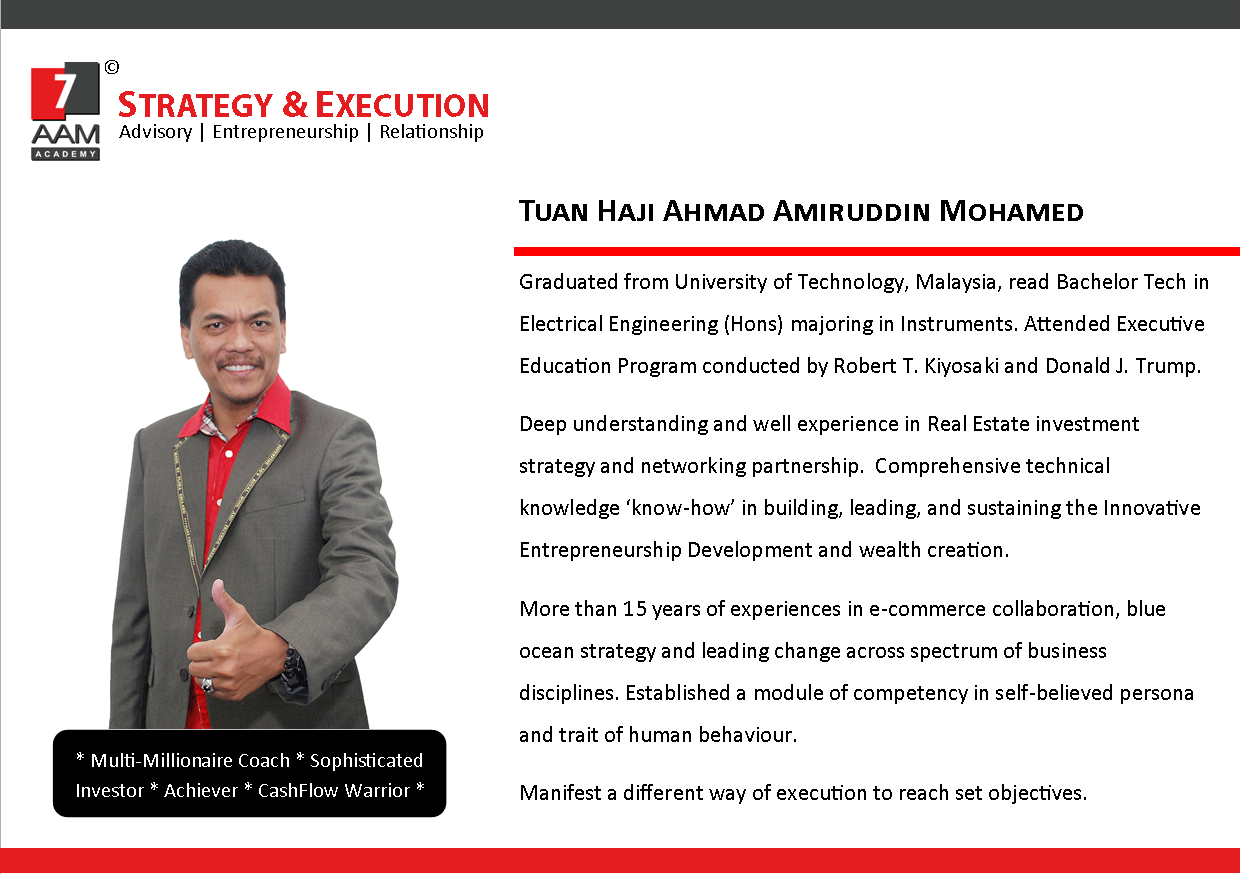 7
©
AAM
ACADEMY
STRATEGY & EXECUTION
Advisory | Entrepreneurship | Relationship
TUAN HAJI AHMAD AMIRUDDIN MOHAMED
Graduated from University of Technology, Malaysia, read Bachelor Tech in
Electrical Engineering (Hons) majoring in Instruments. Attended Executive
Education Program conducted by Robert T. Kiyosaki and Donald J. Trump.
Deep understanding and well experience in Real Estate investment
strategy and networking partnership.  Comprehensive technical
knowledge ‘know-how’ in building, leading, and sustaining the Innovative
Entrepreneurship Development and wealth creation.
More than 15 years of experiences in e-commerce collaboration, blue
ocean strategy and leading change across spectrum of business
disciplines. Established a module of competency in self-believed persona
and trait of human behaviour.
Manifest a different way of execution to reach set objectives.
* Multi-Millionaire Coach * Sophisticated
Investor * Achiever * CashFlow Warrior *